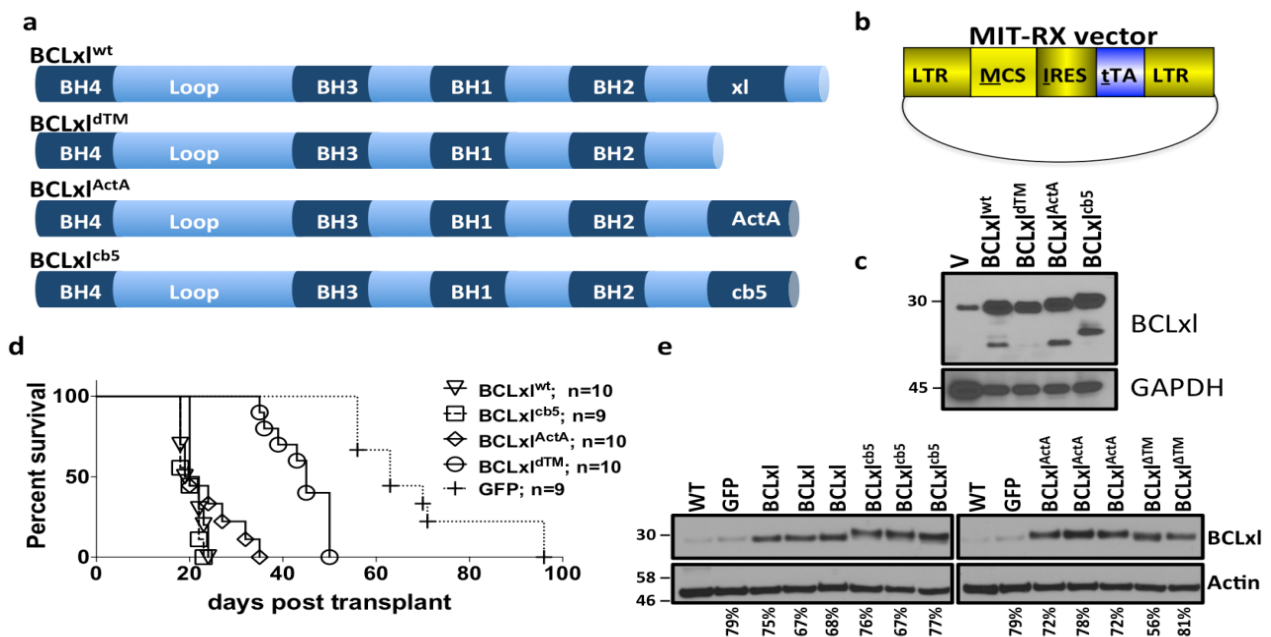 a
BCLxl^wt
BH4 Loop BH3 BH1 BH2 xl
BCLxl^dTM
BH4 Loop BH3 BH1 BH2
BCLxl^ActA
BH4 Loop BH3 BH1 BH2 ActA
BCLxl^cb5
BH4 Loop BH3 BH1 BH2 cb5
b
MIT-RX vector
LTR MCS IRES tTA LTR
c
V BCLxl^wt BCLxl^dTM BCLxl^ActA BCLxl^cb5
30
BCLxl
45
GAPDH
d
Percent survival
100
50
0
0 20 40 60 80 100
days post transplant
BCLxl^wt; n=10
BCLxl^cb5; n=9
BCLxl^ActA; n=10
BCLxl^dTM; n=10
GFP; n=9
e
WT GFP BCLxl BCLxl BCLxl BCLxl^cb5 BCLxl^cb5 BCLxl^cb5 WT GFP BCLxl^ActA BCLxl^ActA BCLxl^ActA BCLxl^ΔTM BCLxl^ΔTM
30
BCLxl
58
46
Actin
79% 75% 67% 68% 76% 67% 77% 79% 72% 78% 72% 56% 81%